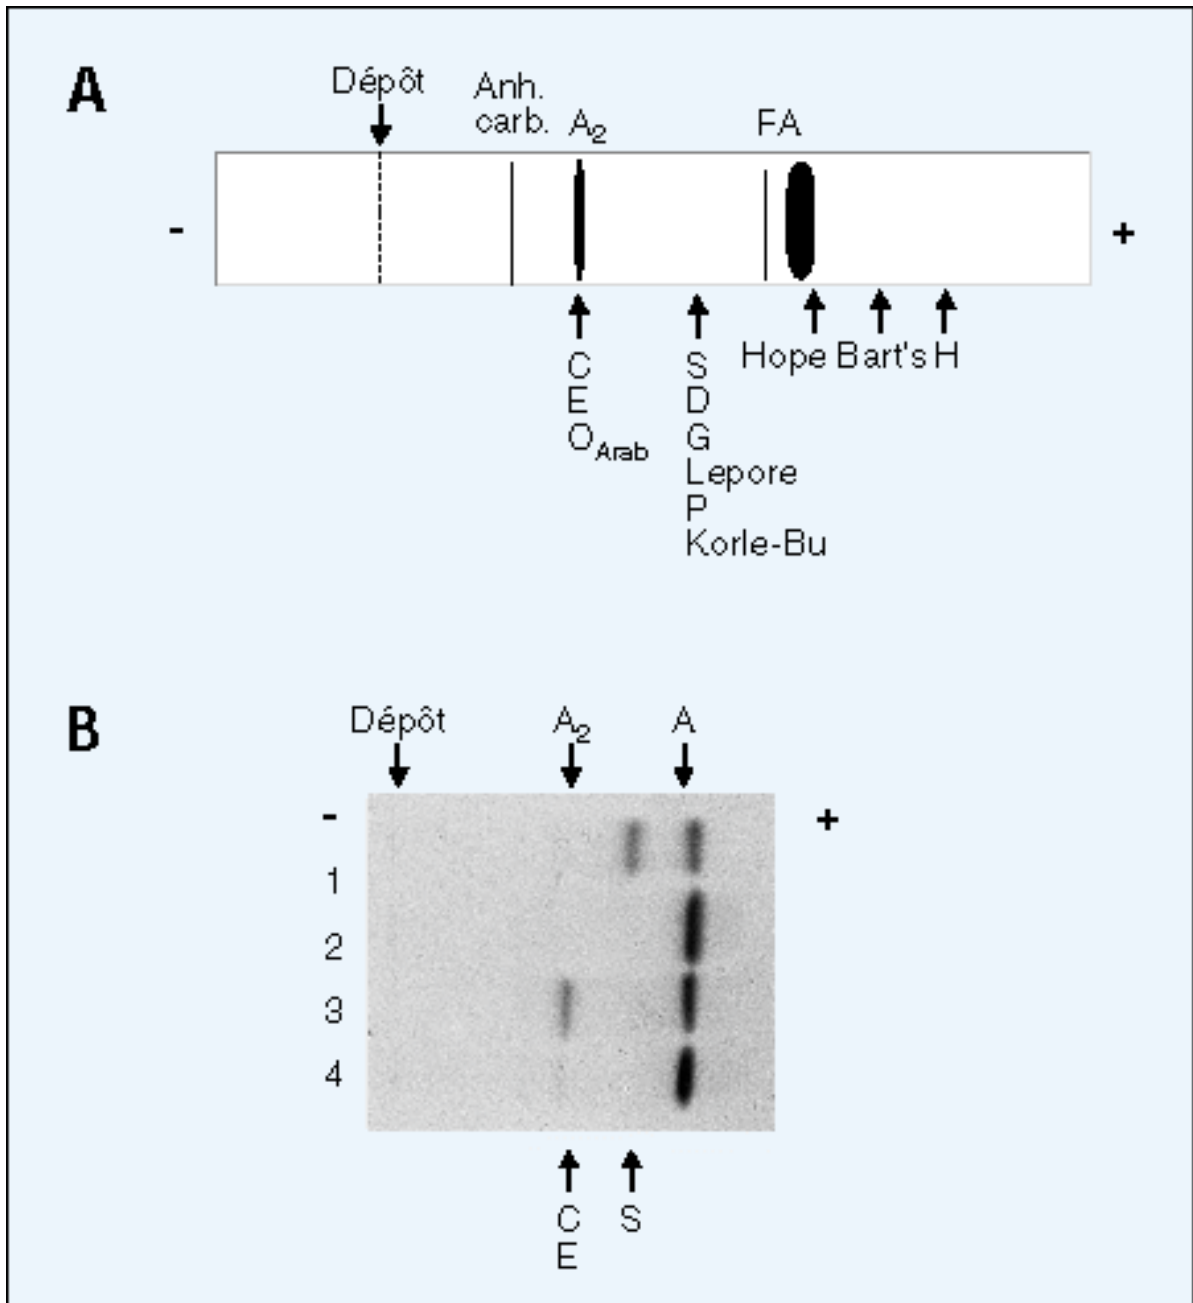 A
Dépôt
Anh.
carb.
A2
FA
-
+
C
E
OArab
S
D
G
Lepore
P
Korle-Bu
Hope
Bart's
H
B
Dépôt
A2
A
-
+
1
2
3
4
C
E
S